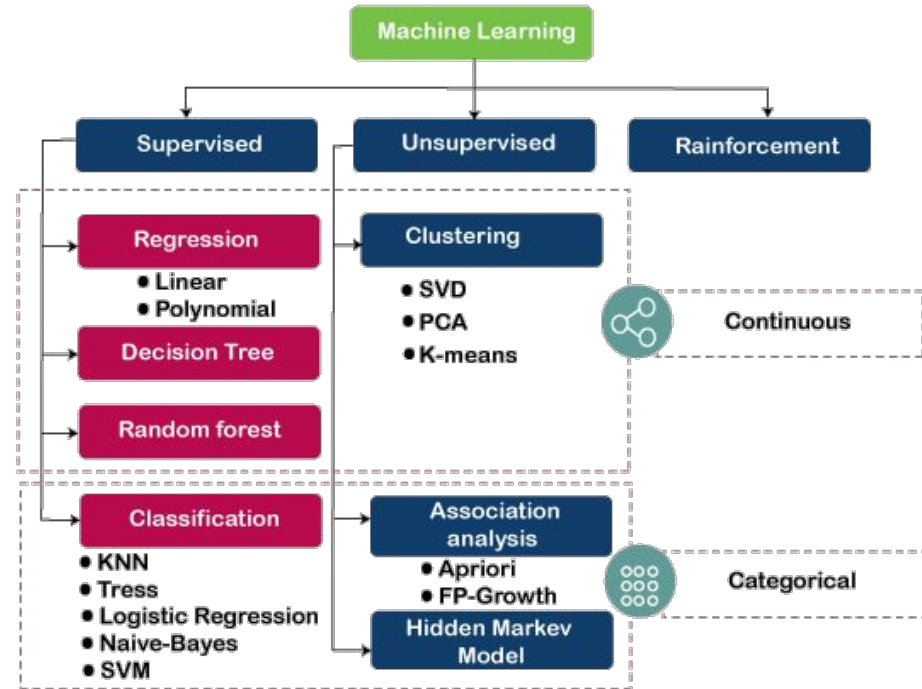 Machine Learning
Supervised
Unsupervised
Rainforcement
Regression
● Linear
● Polynomial
Decision Tree
Random forest
Clustering
● SVD
● PCA
● K-means
Continuous
Classification
● KNN
● Tress
● Logistic Regression
● Naive-Bayes
● SVM
Association
analysis
● Apriori
● FP-Growth
Hidden Markev
Model
Categorical